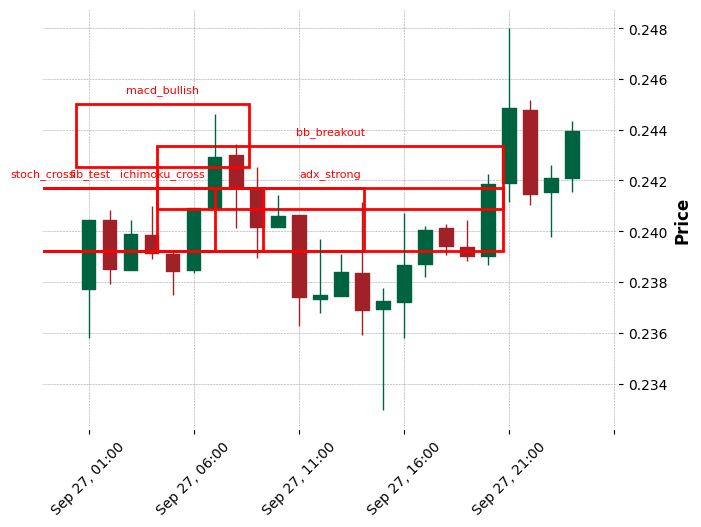 macd_bullish
bb_breakout
stoch_cross
fib_test
ichimoku_cross
adx_strong
0.248
0.246
0.244
0.242
0.240
0.238
0.236
0.234
Price
Sep 27, 01:00
Sep 27, 06:00
Sep 27, 11:00
Sep 27, 16:00
Sep 27, 21:00